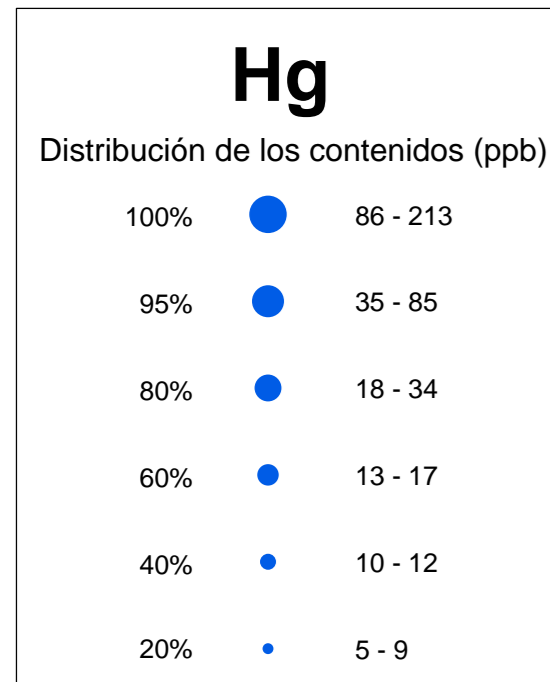 Hg
Distribución de los contenidos (ppb)
100% 86 - 213
95% 35 - 85
80% 18 - 34
60% 13 - 17
40% 10 - 12
20% 5 - 9